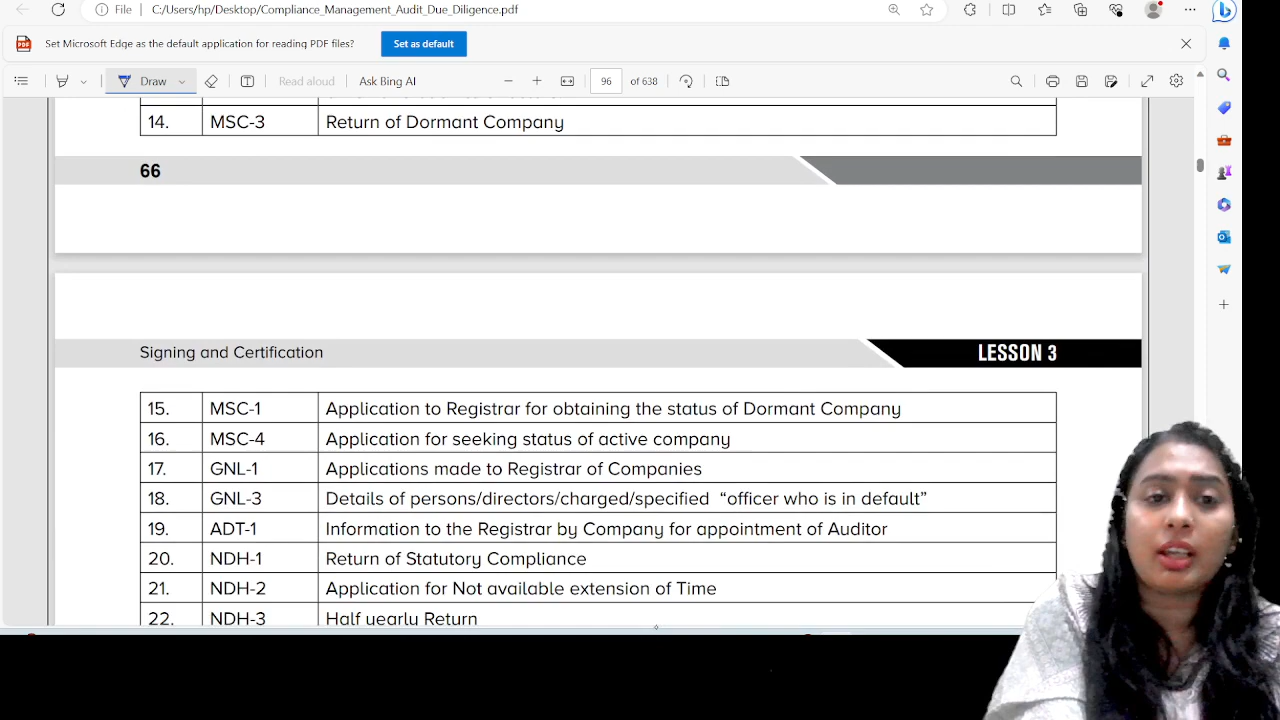 File
C:/Users/hp/Desktop/Compliance_Management_Audit_Due_Diligence.pdf
Set Microsoft Edge as the default application for reading PDF files?
Set as default
Draw
Read aloud
Ask Bing AI
96
of 638
14. MSC-3 Return of Dormant Company
66
Signing and Certification
LESSON 3
15. MSC-1 Application to Registrar for obtaining the status of Dormant Company
16. MSC-4 Application for seeking status of active company
17. GNL-1 Applications made to Registrar of Companies
18. GNL-3 Details of persons/directors/charged/specified “officer who is in default”
19. ADT-1 Information to the Registrar by Company for appointment of Auditor
20. NDH-1 Return of Statutory Compliance
21. NDH-2 Application for Not available extension of Time
22. NDH-3 Half yearly Return